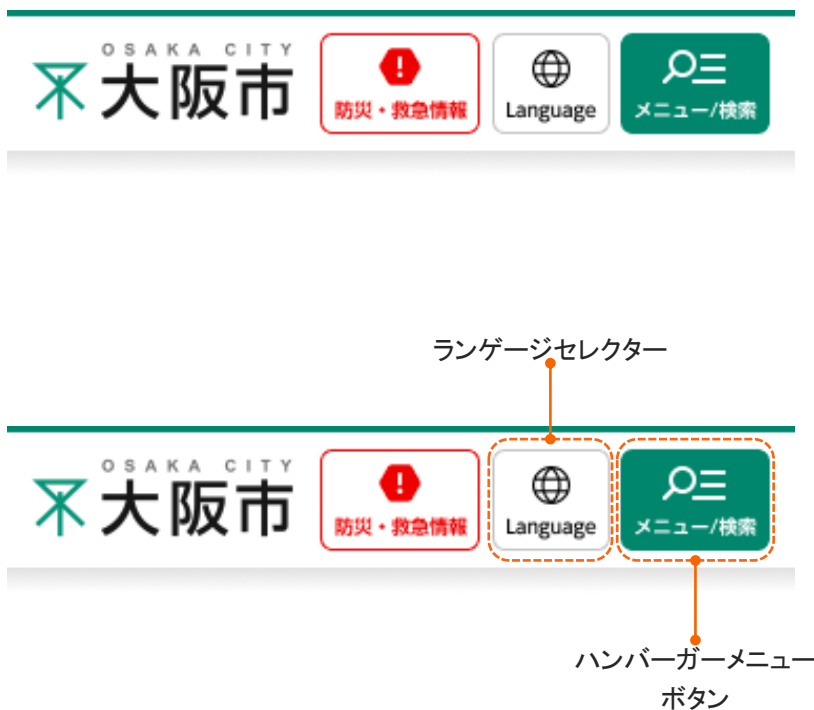 OSAKA CITY
大阪市
防災・救急情報
Language
メニュー/検索
ランゲージセレクター
OSAKA CITY
大阪市
防災・救急情報
Language
メニュー/検索
ハンバーガーメニュー
ボタン